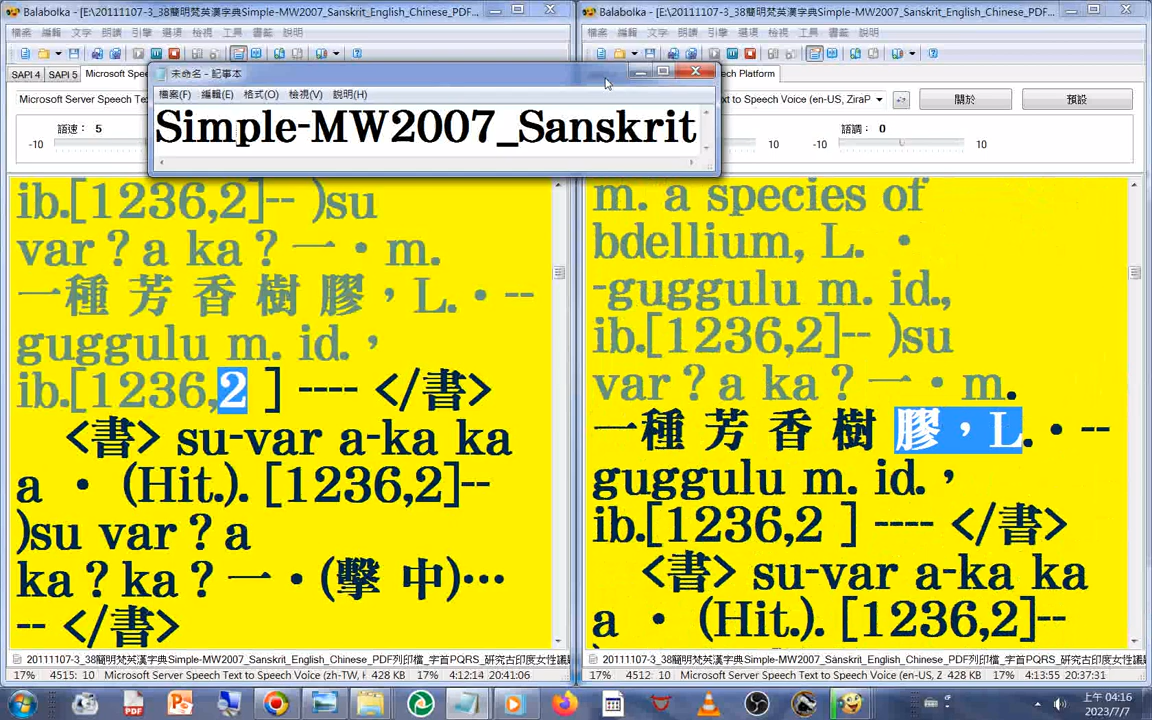 Balabolka - [E:\20111107-3_38簡明梵英漢字典Simple-MW2007_Sanskrit_English_Chinese_PDF...
檔案 編輯 文字 朗讀 引擎 選項 檢視 工具 書籤 說明
SAPI 4 SAPI 5 Microsoft Spee
Microsoft Server Speech Text
語速： 5
-10
ib.[1236,2]-- )su
var？a ka？一‧m.
一種 芳 香 樹 膠，L.‧--
guggulu m. id.，
ib.[1236,2 ] ---- </書>
<書> su-var a-ka ka
a ‧ (Hit.). [1236,2]--
)su var？a
ka？ka？一‧(擊 中)…
-- </書>
20111107-3_38簡明梵英漢字典Simple-MW2007_Sanskrit_English_Chinese_PDF列印檔_字首PQRS_研究古印度女性議
17% 4515: 10 Microsoft Server Speech Text to Speech Voice (zh-TW, H 428 KB 4:12:14 20:41:06
未命名 - 記事本
檔案(F) 編輯(E) 格式(O) 檢視(V) 說明(H)
Simple-MW2007_Sanskrit
Balabolka - [E:\20111107-3_38簡明梵英漢字典Simple-MW2007_Sanskrit_English_Chinese_PDF...
檔案 編輯 文字 朗讀 引擎 選項 檢視 工具 書籤 說明
ech Platform
t to Speech Voice (en-US, ZiraP
關於
預設
語調： 0
10 -10 10
m. a species of
bdellium, L. ‧
-guggulu m. id.,
ib.[1236,2]-- )su
var？a ka？一‧m.
一種 芳 香 樹 膠，L.‧--
guggulu m. id.，
ib.[1236,2 ] ---- </書>
<書> su-var a-ka ka
a ‧ (Hit.). [1236,2]--
20111107-3_38簡明梵英漢字典Simple-MW2007_Sanskrit_English_Chinese_PDF列印檔_字首PQRS_研究古印度女性議
17% 4512: 10 Microsoft Server Speech Text to Speech Voice (en-US, Z 428 KB 4:13:55 20:37:31
上午 04:16
2023/7/7